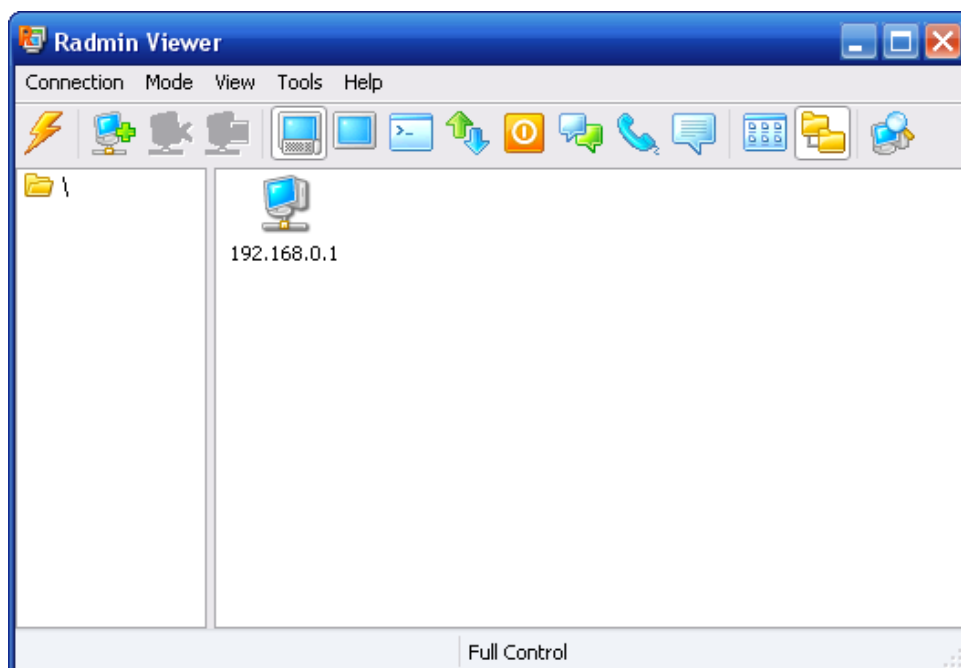 Radmin Viewer
Connection Mode View Tools Help
\
192.168.0.1
Full Control